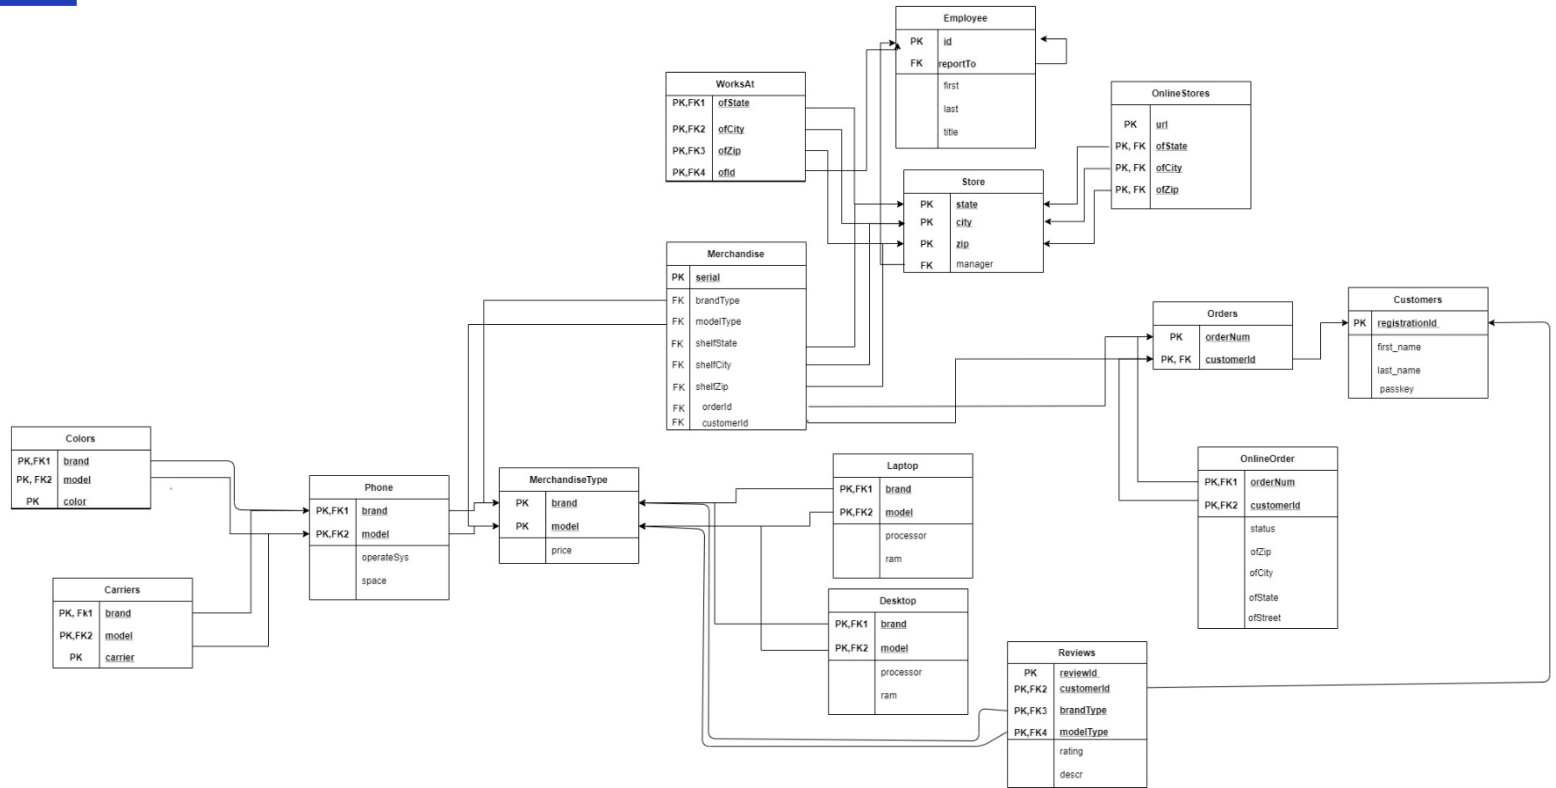 Employee
PK id
FK reportTo
first
last
title
WorksAt
PK,FK1 ofState
PK,FK2 ofCity
PK,FK3 ofZip
PK,FK4 ofId
OnlineStores
PK url
PK, FK ofState
PK, FK ofCity
PK, FK ofZip
Store
PK state
PK city
PK zip
FK manager
Merchandise
PK serial
FK brandType
FK modelType
FK shelfState
FK shelfCity
FK shelfZip
FK orderId
FK customerId
Orders
PK orderNum
PK, FK customerId
Customers
PK registrationId
first_name
last_name
passkey
Colors
PK,FK1 brand
PK, FK2 model
PK color
Phone
PK,FK1 brand
PK,FK2 model
operateSys
space
MerchandiseType
PK brand
PK model
price
Laptop
PK,FK1 brand
PK,FK2 model
processor
ram
OnlineOrder
PK,FK1 orderNum
PK,FK2 customerId
status
ofZip
ofCity
ofState
ofStreet
Carriers
PK, Fk1 brand
PK,FK2 model
PK carrier
Desktop
PK,FK1 brand
PK,FK2 model
processor
ram
Reviews
PK reviewId
PK,FK2 customerId
PK,FK3 brandType
PK,FK4 modelType
rating
descr